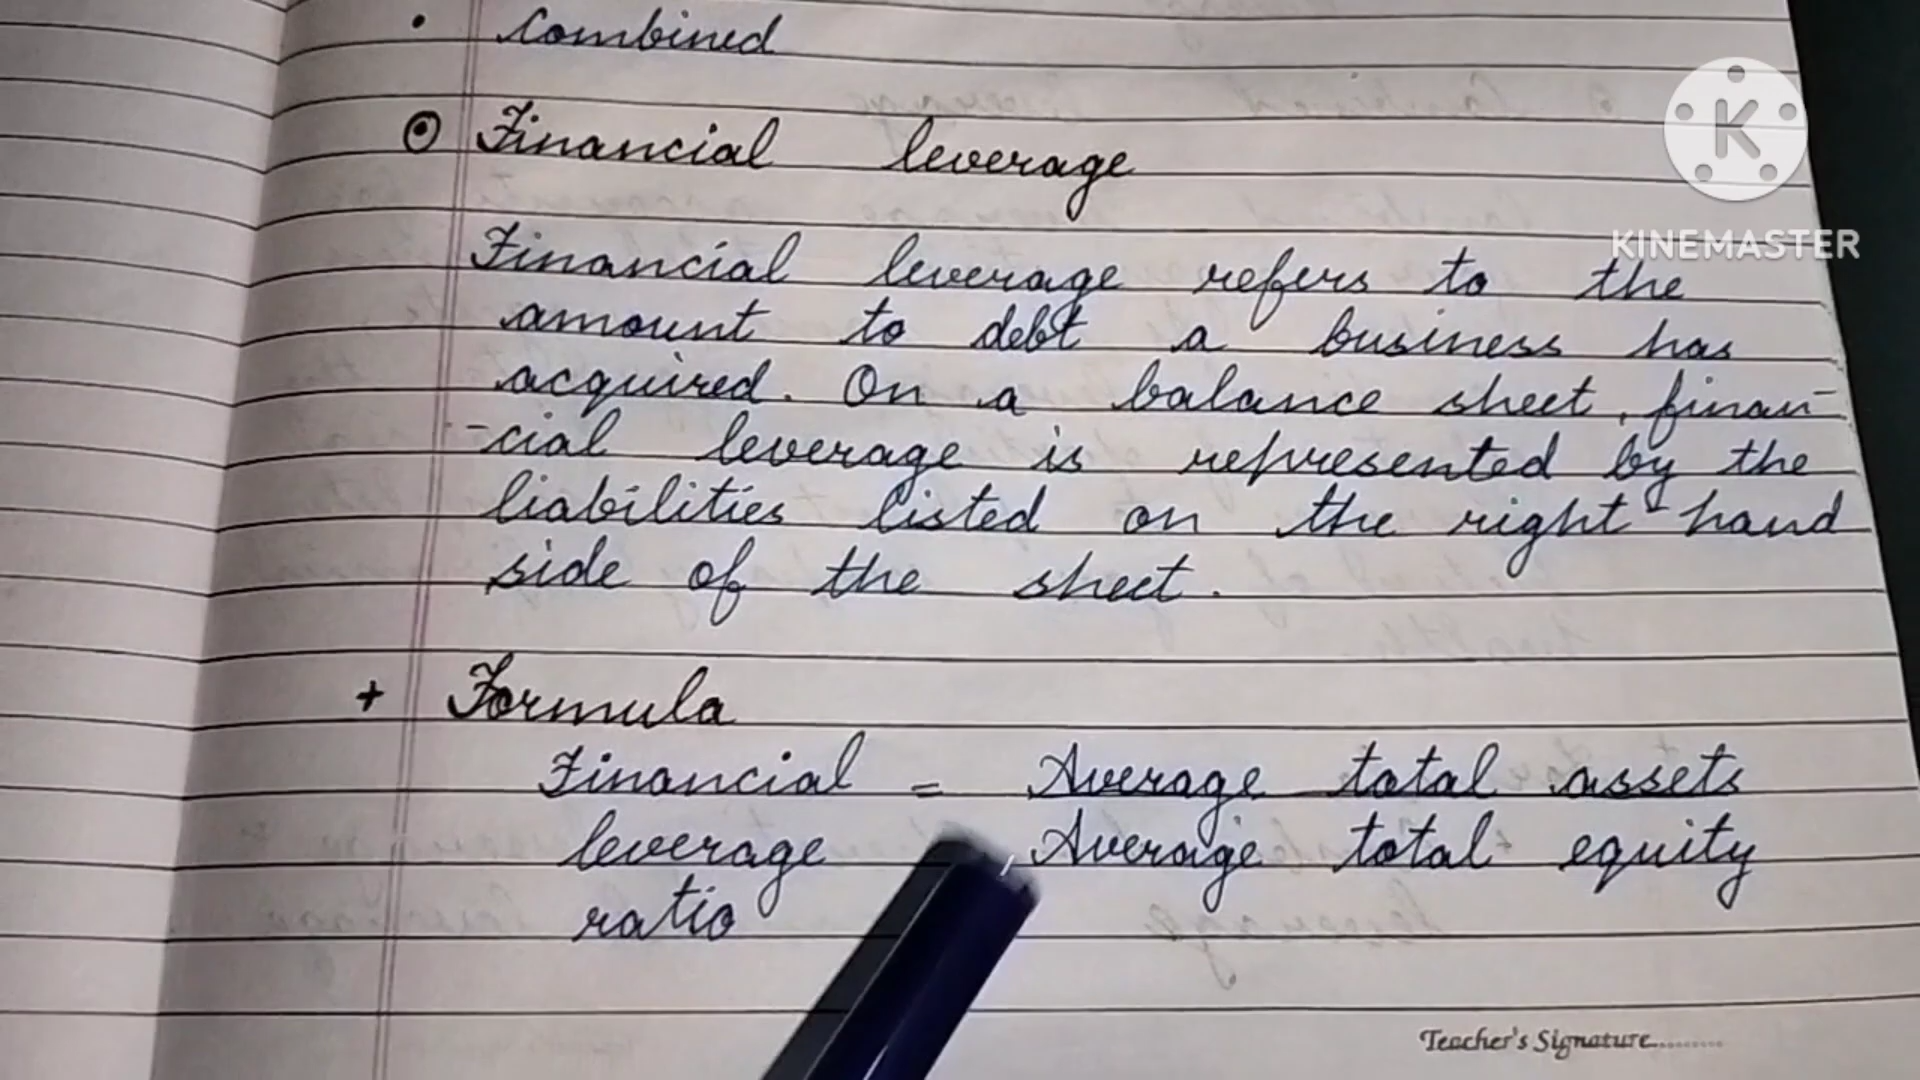 • Combined
Financial leverage
Financial leverage refers to the
amount to debt a business has
acquired. On a balance sheet, finan-
-cial leverage is represented by the
liabilities listed on the right hand
side of the sheet.
+ Formula
Financial = Average total assets
leverage Average total equity
ratio
Teacher's Signature.........
K
KINEMASTER